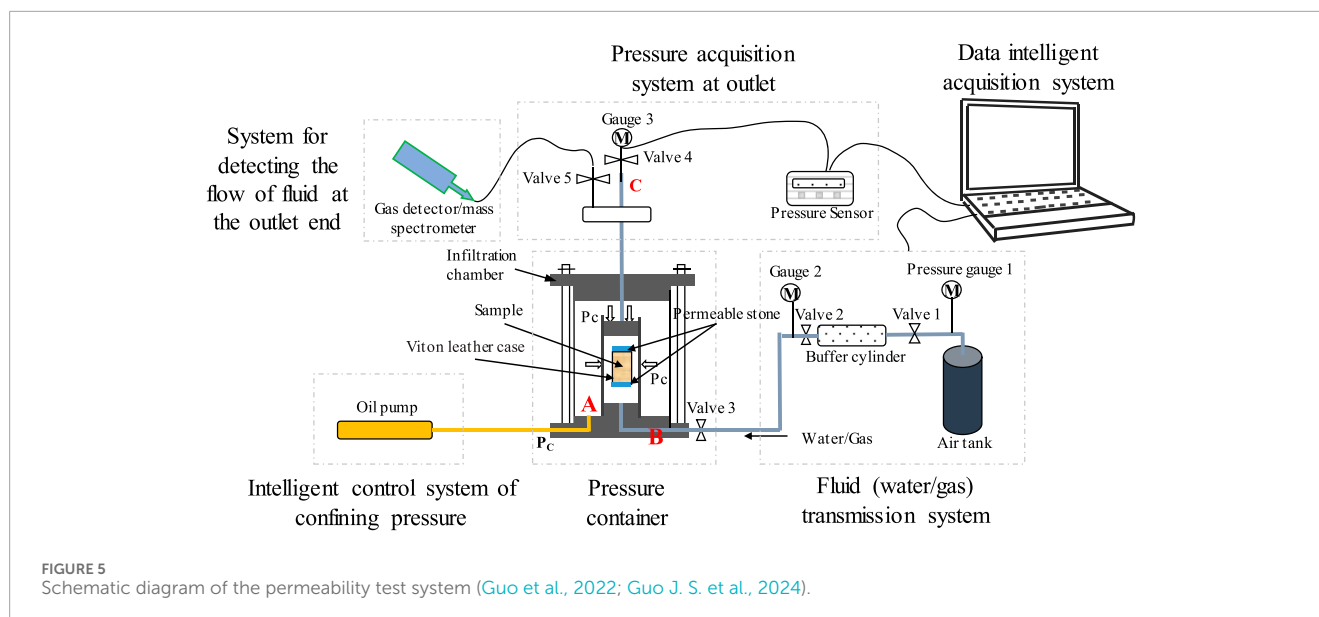 Pressure acquisition
system at outlet
Data intelligent
acquisition system
System for
detecting the
flow of fluid at
the outlet end
Gauge 3
M
Valve 4
Valve 5
C
Gas detector/mass
spectrometer
Pressure Sensor
Infiltration
chamber
Gauge 2
M
Pressure gauge 1
M
Sample
Pc
Permeable stone
Valve 2
Valve 1
Viton leather case
Buffer cylinder
Pc
Oil pump
A
Valve 3
B
Pc
Water/Gas
Air tank
Intelligent control system of
confining pressure
Pressure
container
Fluid (water/gas)
transmission system
FIGURE 5
Schematic diagram of the permeability test system (Guo et al., 2022; Guo J. S. et al., 2024).